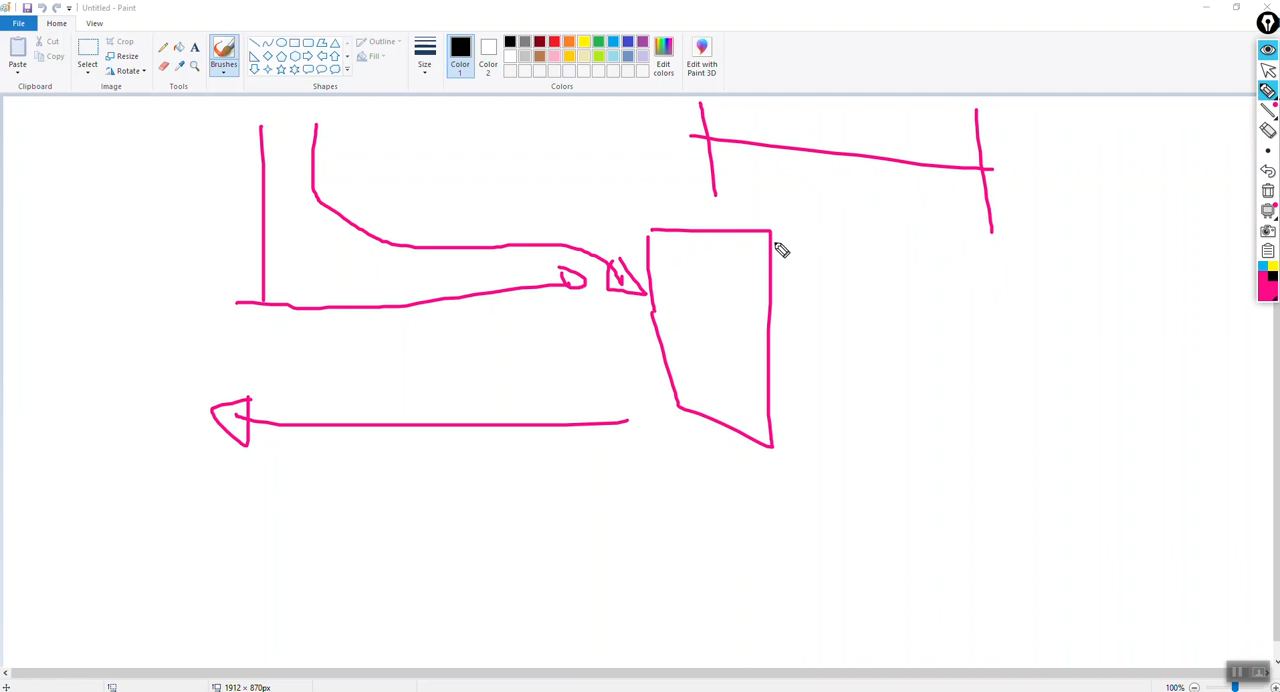 Untitled - Paint
File Home View
Paste Cut Copy
Clipboard
Select Crop Resize Rotate
Image
A
Tools
Brushes
Outline Fill
Shapes
Size
Color 1
Color 2
Edit colors
Colors
Edit with Paint 3D
1912 × 870px
100%